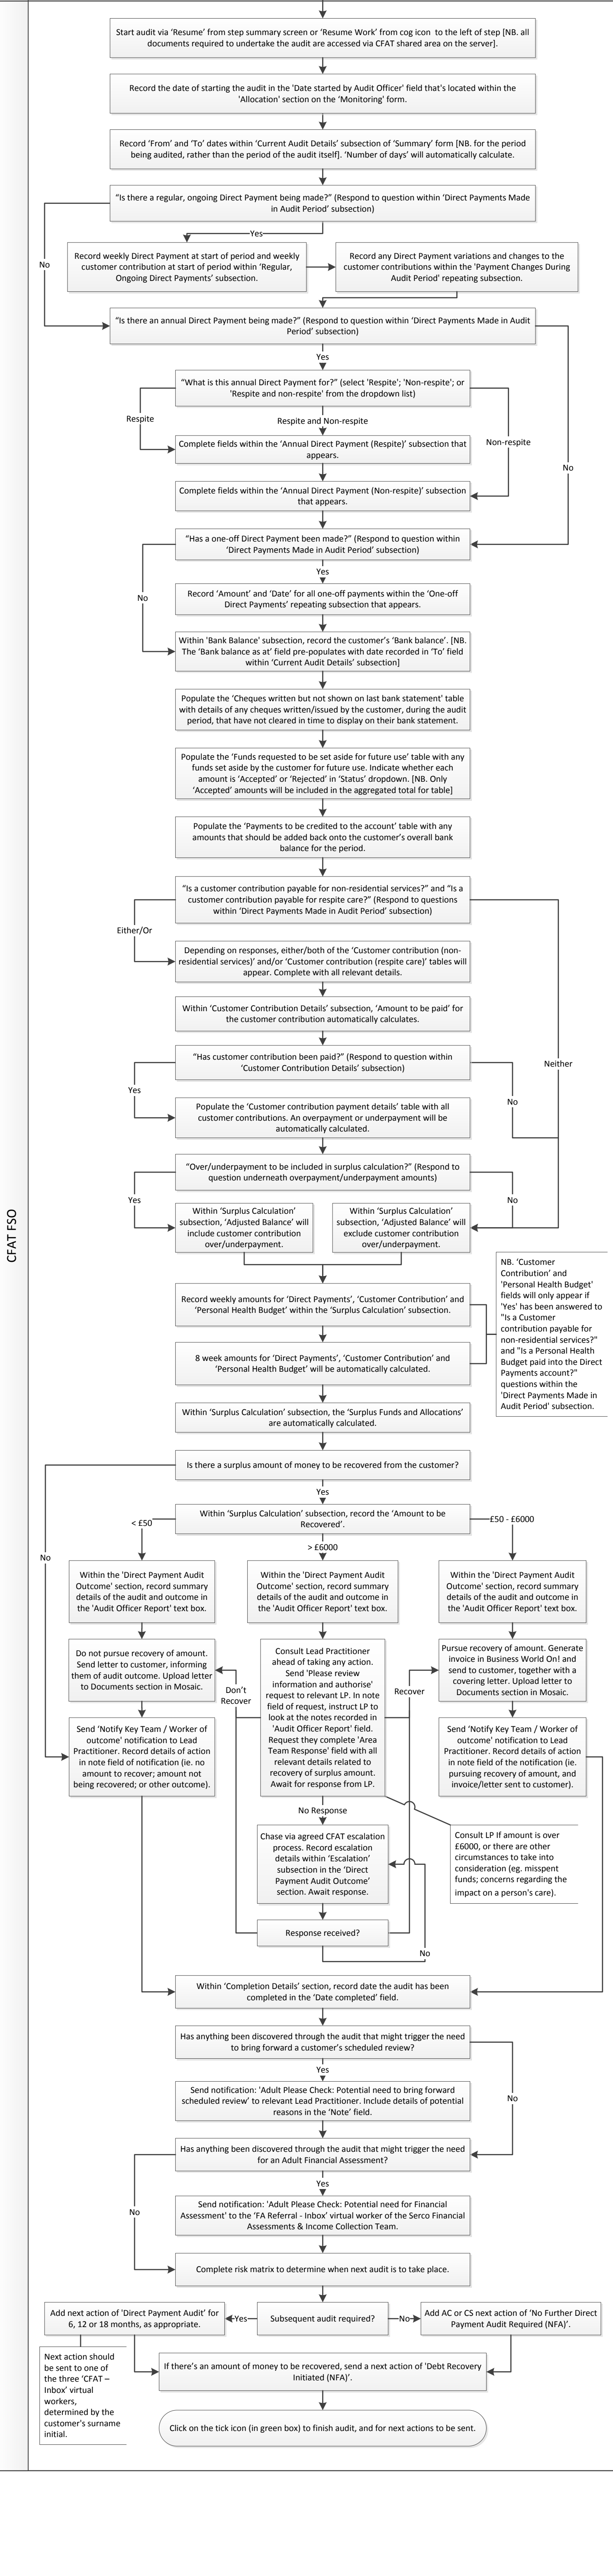 CFAT FSO
Start audit via ‘Resume’ from step summary screen or ‘Resume Work’ from cog icon to the left of step [NB. all
documents required to undertake the audit are accessed via CFAT shared area on the server].
Record the date of starting the audit in the 'Date started by Audit Officer' field that's located within the
'Allocation' section on the 'Monitoring' form.
Record ‘From’ and ‘To’ dates within ‘Current Audit Details’ subsection of ‘Summary’ form [NB. for the period
being audited, rather than the period of the audit itself]. ‘Number of days’ will automatically calculate.
“Is there a regular, ongoing Direct Payment being made?” (Respond to question within ‘Direct Payments Made
in Audit Period’ subsection)
Yes
No
Record weekly Direct Payment at start of period and weekly
customer contribution at start of period within ‘Regular,
Ongoing Direct Payments’ subsection.
Record any Direct Payment variations and changes to the
customer contributions within the 'Payment Changes During
Audit Period’ repeating subsection.
“Is there an annual Direct Payment being made?” (Respond to question within ‘Direct Payments Made in Audit
Period’ subsection)
Yes
No
“What is this annual Direct Payment for?” (select 'Respite'; 'Non-respite'; or
'Respite and non-respite' from the dropdown list)
Respite
Respite and Non-respite
Non-respite
Complete fields within the ‘Annual Direct Payment (Respite)’ subsection that
appears.
Complete fields within the ‘Annual Direct Payment (Non-respite)’ subsection
that appears.
“Has a one-off Direct Payment been made?” (Respond to question within
‘Direct Payments Made in Audit Period’ subsection)
Yes
No
Record ‘Amount’ and ‘Date’ for all one-off payments within the ‘One-off
Direct Payments’ repeating subsection that appears.
Within 'Bank Balance' subsection, record the customer’s ‘Bank balance’. [NB.
The ‘Bank balance as at’ field pre-populates with date recorded in ‘To’ field
within ‘Current Audit Details’ subsection]
Populate the ‘Cheques written but not shown on last bank statement' table
with details of any cheques written/issued by the customer, during the audit
period, that have not cleared in time to display on their bank statement.
Populate the ‘Funds requested to be set aside for future use’ table with any
funds set aside by the customer for future use. Indicate whether each
amount is ‘Accepted’ or ‘Rejected’ in ‘Status’ dropdown. [NB. Only
‘Accepted’ amounts will be included in the aggregated total for table]
Populate the ‘Payments to be credited to the account’ table with any
amounts that should be added back onto the customer’s overall bank
balance for the period.
“Is a customer contribution payable for non-residential services?” and “Is a
customer contribution payable for respite care?” (Respond to questions
within ‘Direct Payments Made in Audit Period’ subsection)
Either/Or
Neither
Depending on responses, either/both of the ‘Customer contribution (non-
residential services)’ and/or ‘Customer contribution (respite care)’ tables will
appear. Complete with all relevant details.
Within ‘Customer Contribution Details’ subsection, ‘Amount to be paid’ for
the customer contribution automatically calculates.
“Has customer contribution been paid?” (Respond to question within
‘Customer Contribution Details’ subsection)
Yes
No
Populate the ‘Customer contribution payment details’ table with all
customer contributions. An overpayment or underpayment will be
automatically calculated.
“Over/underpayment to be included in surplus calculation?” (Respond to
question underneath overpayment/underpayment amounts)
Yes
No
Within ‘Surplus Calculation’
subsection, ‘Adjusted Balance’ will
include customer contribution
over/underpayment.
Within ‘Surplus Calculation’
subsection, ‘Adjusted Balance’ will
exclude customer contribution
over/underpayment.
Record weekly amounts for ‘Direct Payments’, ‘Customer Contribution’ and
‘Personal Health Budget’ within the ‘Surplus Calculation’ subsection.
8 week amounts for ‘Direct Payments’, ‘Customer Contribution’ and
‘Personal Health Budget’ will be automatically calculated.
NB. ‘Customer
Contribution’ and
'Personal Health Budget’
fields will only appear if
'Yes' has been answered to
"Is a Customer
contribution payable for
non-residential services?"
and "Is a Personal Health
Budget paid into the Direct
Payments account?"
questions within the
'Direct Payments Made in
Audit Period' subsection.
Within ‘Surplus Calculation’ subsection, the ‘Surplus Funds and Allocations’
are automatically calculated.
Is there a surplus amount of money to be recovered from the customer?
Yes
No
Within ‘Surplus Calculation’ subsection, record the ‘Amount to be
Recovered’.
< £50
> £6000
£50 - £6000
Within the 'Direct Payment Audit
Outcome' section, record summary
details of the audit and outcome in
the 'Audit Officer Report' text box.
Within the 'Direct Payment Audit
Outcome' section, record summary
details of the audit and outcome in
the 'Audit Officer Report' text box.
Within the 'Direct Payment Audit
Outcome' section, record summary
details of the audit and outcome in
the 'Audit Officer Report' text box.
Do not pursue recovery of amount.
Send letter to customer, informing
them of audit outcome. Upload letter
to Documents section in Mosaic.
Don’t
Recover
Consult Lead Practitioner
ahead of taking any action.
Send 'Please review
information and authorise'
request to relevant LP. In note
field of request, instruct LP to
look at the notes recorded in
'Audit Officer Report' field.
Request they complete 'Area
Team Response' field with all
relevant details related to
recovery of surplus amount.
Await for response from LP.
Recover
Pursue recovery of amount. Generate
invoice in Business World On! and
send to customer, together with a
covering letter. Upload letter to
Documents section in Mosaic.
Send ‘Notify Key Team / Worker of
outcome’ notification to Lead
Practitioner. Record details of action
in note field of notification (ie. no
amount to recover; amount not
being recovered; or other outcome).
Send ‘Notify Key Team / Worker of
outcome’ notification to Lead
Practitioner. Record details of action
in note field of the notification (ie.
pursuing recovery of amount, and
invoice/letter sent to customer).
No Response
Chase via agreed CFAT escalation
process. Record escalation
details within ‘Escalation’
subsection in the ‘Direct
Payment Audit Outcome’
section. Await response.
Consult LP If amount is over
£6000, or there are other
circumstances to take into
consideration (eg. misspent
funds; concerns regarding the
impact on a person's care).
Response received?
No
Within ‘Completion Details’ section, record date the audit has been
completed in the ‘Date completed’ field.
Has anything been discovered through the audit that might trigger the need
to bring forward a customer’s scheduled review?
Yes
No
Send notification: 'Adult Please Check: Potential need to bring forward
scheduled review' to relevant Lead Practitioner. Include details of potential
reasons in the ‘Note’ field.
Has anything been discovered through the audit that might trigger the need
for an Adult Financial Assessment?
Yes
No
Send notification: 'Adult Please Check: Potential need for Financial
Assessment' to the ‘FA Referral - Inbox’ virtual worker of the Serco Financial
Assessments & Income Collection Team.
Complete risk matrix to determine when next audit is to take place.
Add next action of 'Direct Payment Audit' for
6, 12 or 18 months, as appropriate.
Yes
Subsequent audit required?
No
Add AC or CS next action of ‘No Further Direct
Payment Audit Required (NFA)’.
Next action should
be sent to one of
the three ‘CFAT –
Inbox’ virtual
workers,
determined by the
customer's surname
initial.
If there’s an amount of money to be recovered, send a next action of 'Debt Recovery
Initiated (NFA)’.
Click on the tick icon (in green box) to finish audit, and for next actions to be sent.